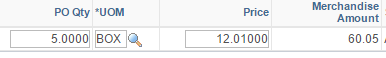 PO Qty *UOM Price Merchandise Amount
5.0000 BOX 12.01000 60.05